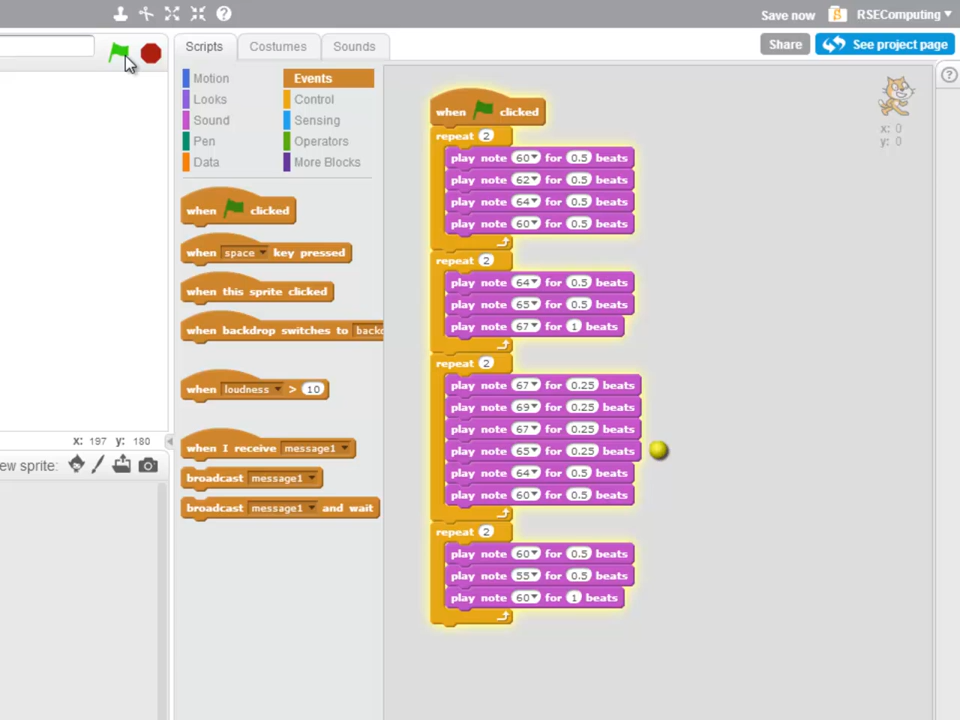 Save now RSEComputing
Scripts Costumes Sounds Share See project page
Motion Events
Looks Control
Sound Sensing
Pen Operators
Data More Blocks
when clicked
when space key pressed
when this sprite clicked
when backdrop switches to
when loudness > 10
when I receive message1
broadcast message1
broadcast message1 and wait
x: 197 y: 180
ew sprite:
when clicked
repeat 2
play note 60 for 0.5 beats
play note 62 for 0.5 beats
play note 64 for 0.5 beats
play note 60 for 0.5 beats
repeat 2
play note 64 for 0.5 beats
play note 65 for 0.5 beats
play note 67 for 1 beats
repeat 2
play note 67 for 0.25 beats
play note 69 for 0.25 beats
play note 67 for 0.25 beats
play note 65 for 0.25 beats
play note 64 for 0.5 beats
play note 60 for 0.5 beats
repeat 2
play note 60 for 0.5 beats
play note 55 for 0.5 beats
play note 60 for 1 beats
x: 0
y: 0